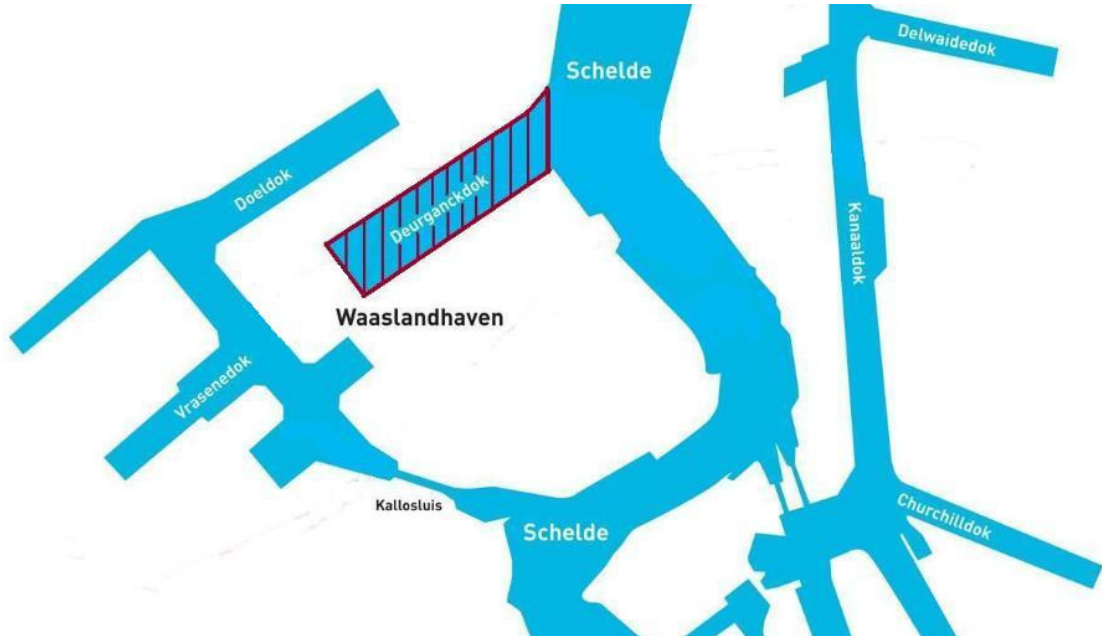 Delwaidedok
Schelde
Doeldok
Deurganckdok
Kanaaldok
Waaslandhaven
Vrasenedok
Kallosluis
Schelde
Churchilldok